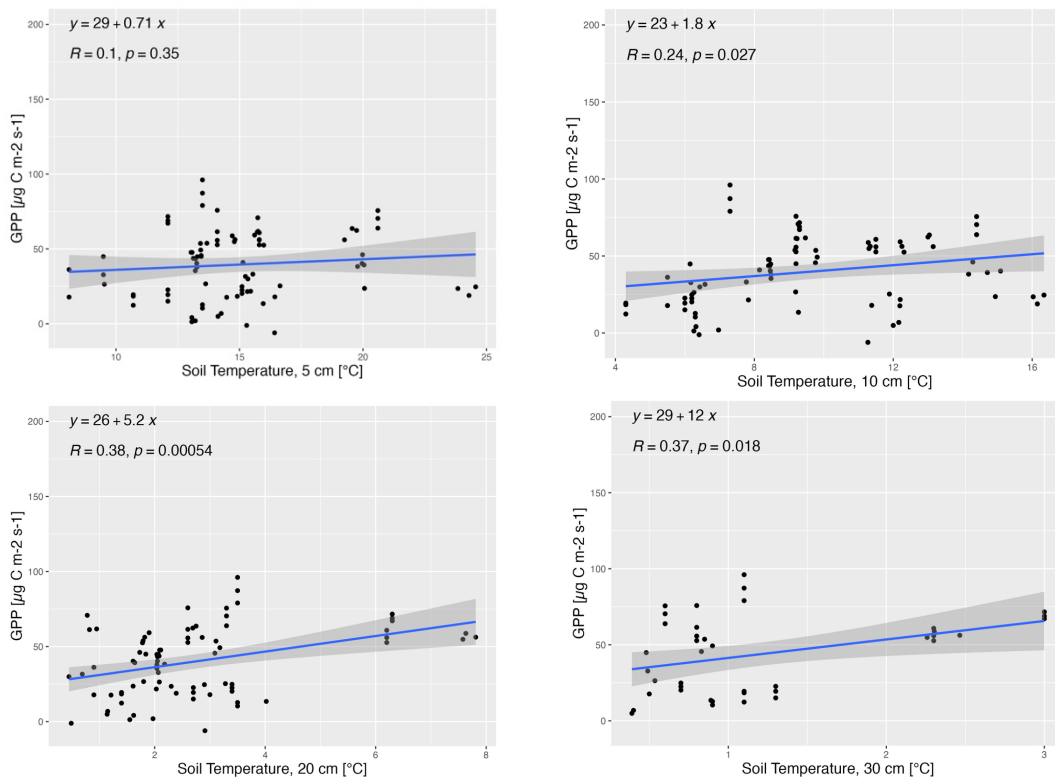 y = 29 + 0.71 x
R = 0.1, p = 0.35
200
150
100
50
0
GPP [µg C m-2 s-1]
10
15
20
25
Soil Temperature, 5 cm [°C]
y = 23 + 1.8 x
R = 0.24, p = 0.027
200
150
100
50
0
GPP [µg C m-2 s-1]
4
8
12
16
Soil Temperature, 10 cm [°C]
y = 26 + 5.2 x
R = 0.38, p = 0.00054
200
150
100
50
0
GPP [µg C m-2 s-1]
2
4
6
8
Soil Temperature, 20 cm [°C]
y = 29 + 12 x
R = 0.37, p = 0.018
200
150
100
50
0
GPP [µg C m-2 s-1]
1
2
3
Soil Temperature, 30 cm [°C]